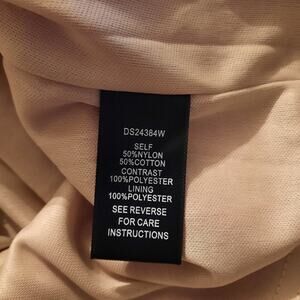 DS24384W
SELF
50%NYLON
50%COTTON
CONTRAST
100%POLYESTER
LINING
100%POLYESTER
SEE REVERSE
FOR CARE
INSTRUCTIONS